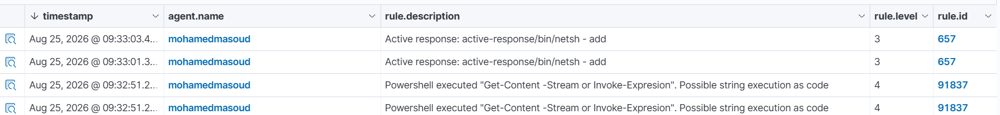 timestamp agent.name rule.description rule.level rule.id
Aug 25, 2026 @ 09:33:03.4... mohamedmasoud Active response: active-response/bin/netsh - add 3 657
Aug 25, 2026 @ 09:33:01.3... mohamedmasoud Active response: active-response/bin/netsh - add 3 657
Aug 25, 2026 @ 09:32:51.2... mohamedmasoud Powershell executed "Get-Content -Stream or Invoke-Expresion". Possible string execution as code 4 91837
Aug 25, 2026 @ 09:32:51.2... mohamedmasoud Powershell executed "Get-Content -Stream or Invoke-Expresion". Possible string execution as code 4 91837